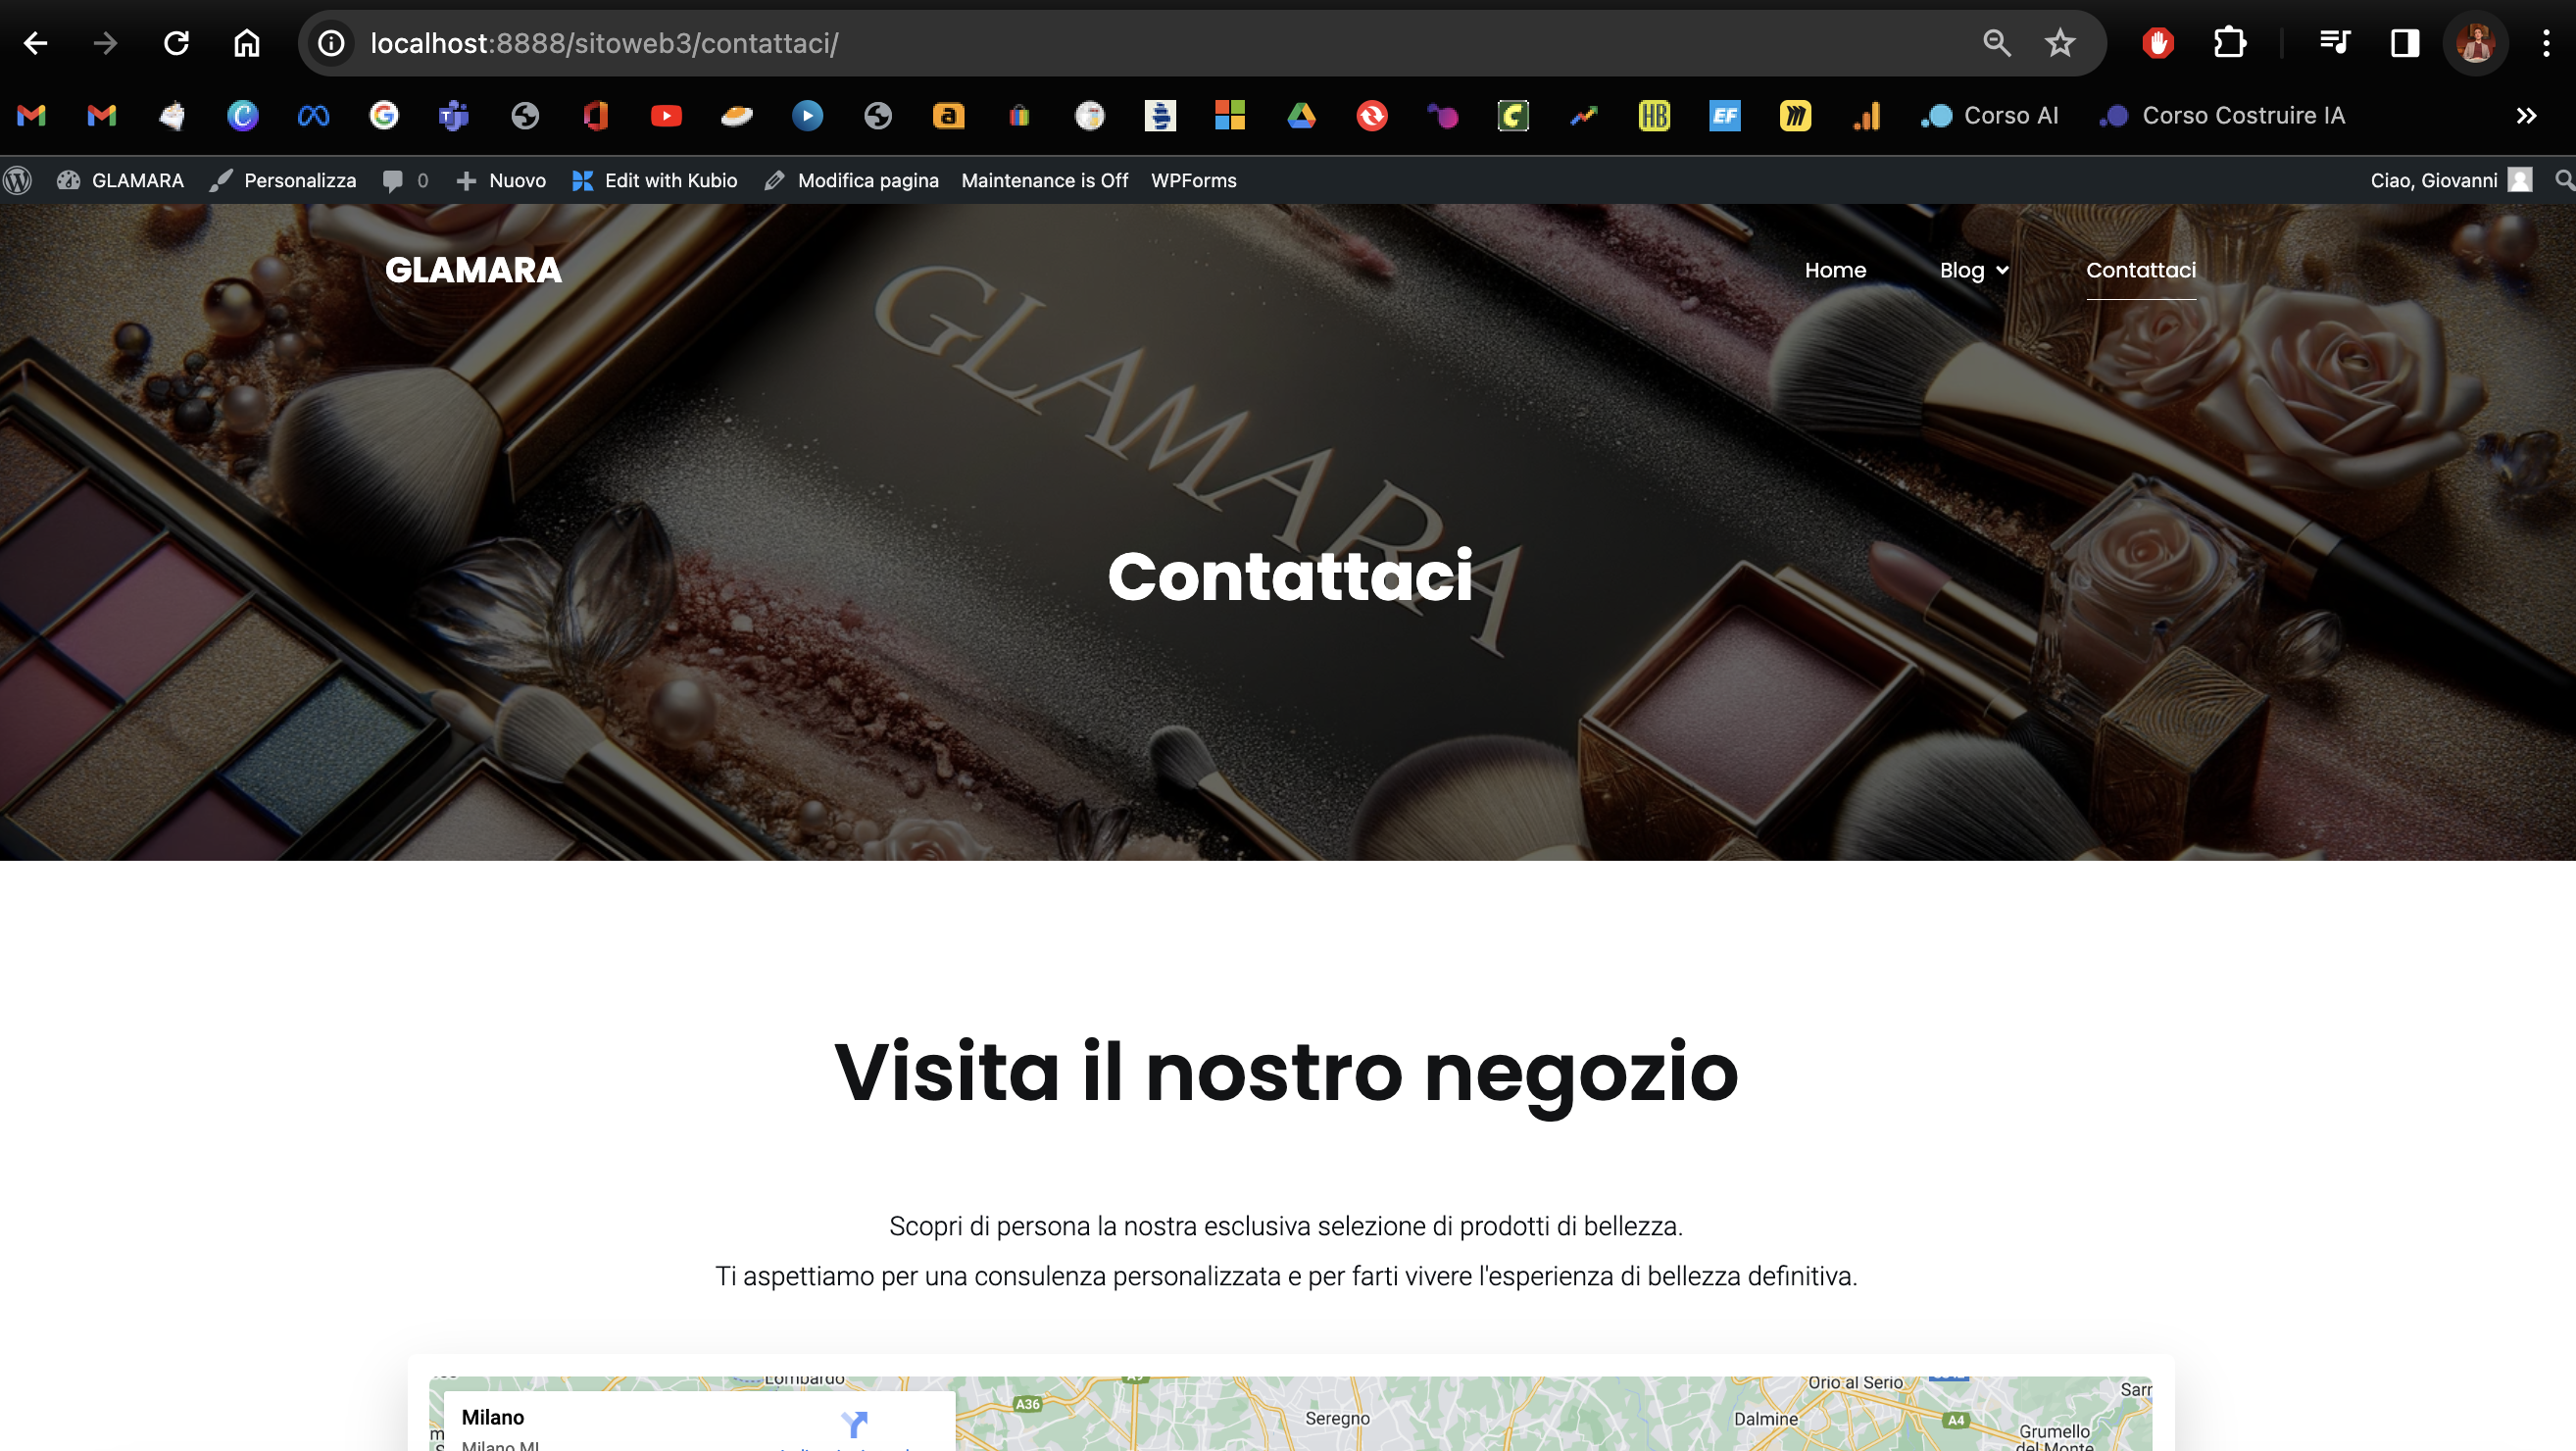 localhost:8888/sitoweb3/contattaci/
Corso AI
Corso Costruire IA
GLAMARA
Personalizza
0
Nuovo
Edit with Kubio
Modifica pagina
Maintenance is Off
WPForms
Ciao, Giovanni
GLAMARA
Home
Blog
Contattaci
GLAMARA
Contattaci
Visita il nostro negozio
Scopri di persona la nostra esclusiva selezione di prodotti di bellezza.
Ti aspettiamo per una consulenza personalizzata e per farti vivere l'esperienza di bellezza definitiva.
Lombardo
Orio al Serio
Milano
A36
Seregno
Dalmine
A4
Grumello
del Monte
Milano MI